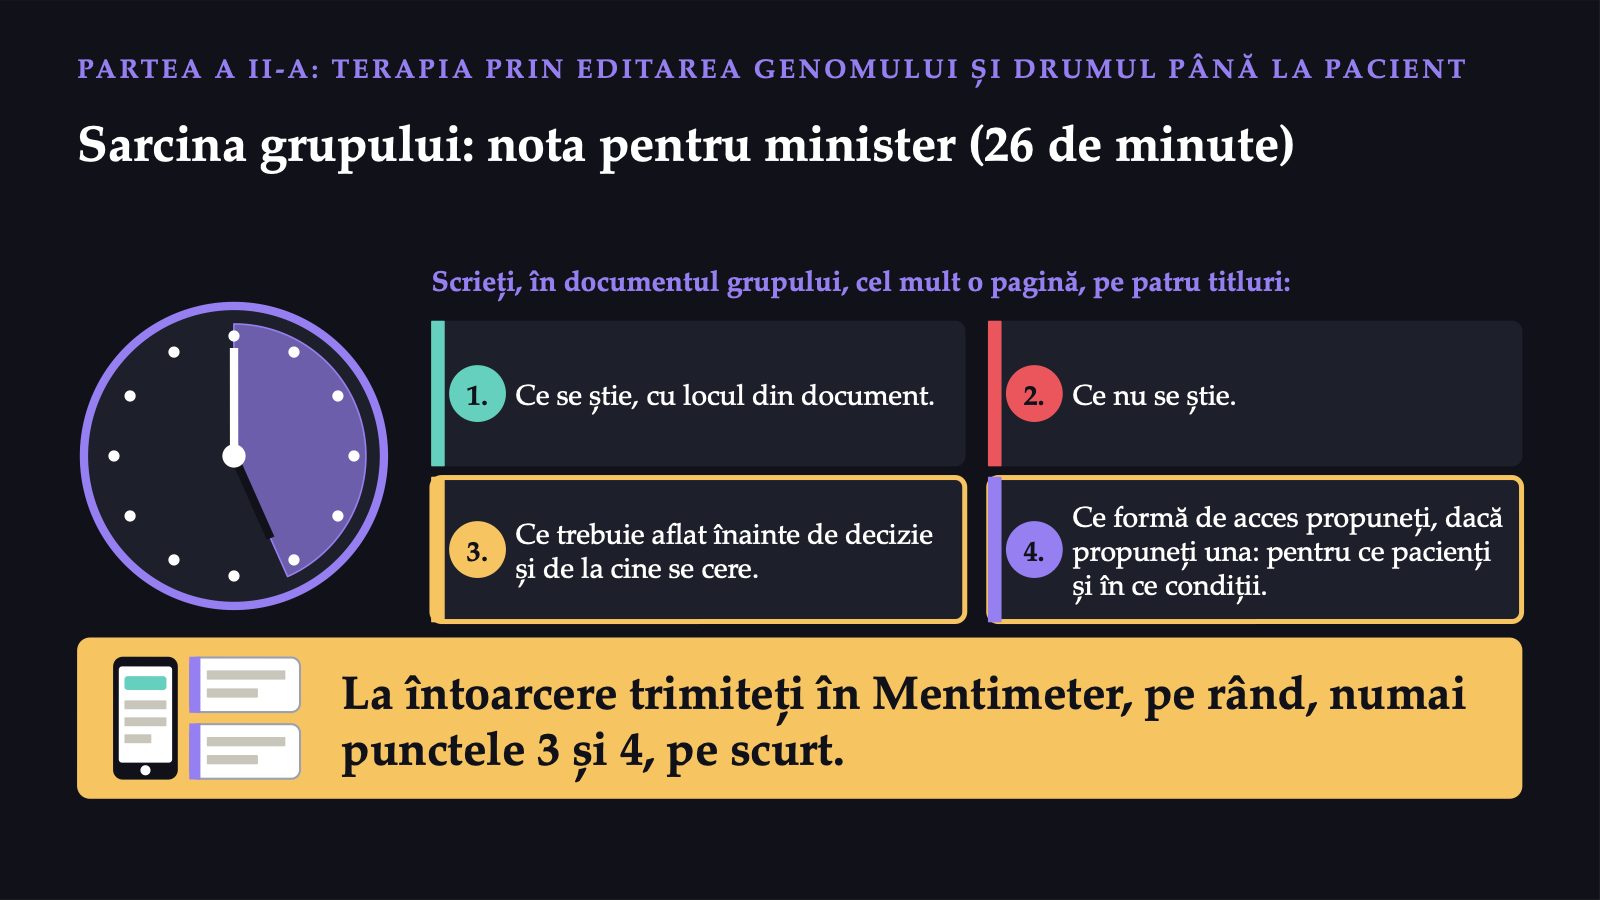 PARTEA A II-A: TERAPIA PRIN EDITAREA GENOMULUI ȘI DRUMUL PÂNĂ LA PACIENT
Sarcina grupului: nota pentru minister (26 de minute)
Scrieți, în documentul grupului, cel mult o pagină, pe patru titluri:
1. Ce se știe, cu locul din document.
2. Ce nu se știe.
3. Ce trebuie aflat înainte de decizie
și de la cine se cere.
4. Ce formă de acces propuneți, dacă
propuneți una: pentru ce pacienți
și în ce condiții.
La întoarcere trimiteți în Mentimeter, pe rând, numai
punctele 3 și 4, pe scurt.